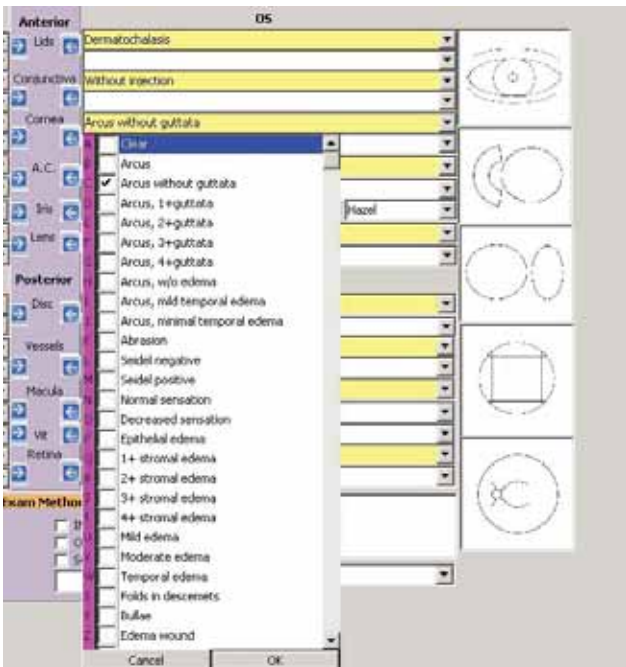 Anterior
OS
Lids
Dermatochalasis
Conjunctiva
Without injection
Cornea
Arcus without guttata
Clear
Arcus
A.C.
Arcus without guttata
Arcus, 1+guttata
Iris
Hazel
Arcus, 2+guttata
Lens
Arcus, 3+guttata
Arcus, 4+guttata
Posterior
Arcus, w/o edema
Disc
Arcus, mild temporal edema
Arcus, minimal temporal edema
Vessels
Abrasion
Seidel negative
Seidel positive
Macula
Normal sensation
Decreased sensation
Vit
Epithelial edema
Retina
1+ stromal edema
2+ stromal edema
Exam Method
3+ stromal edema
4+ stromal edema
Mild edema
Moderate edema
Temporal edema
Folds in descemets
Bullae
Edema wound
Cancel
OK